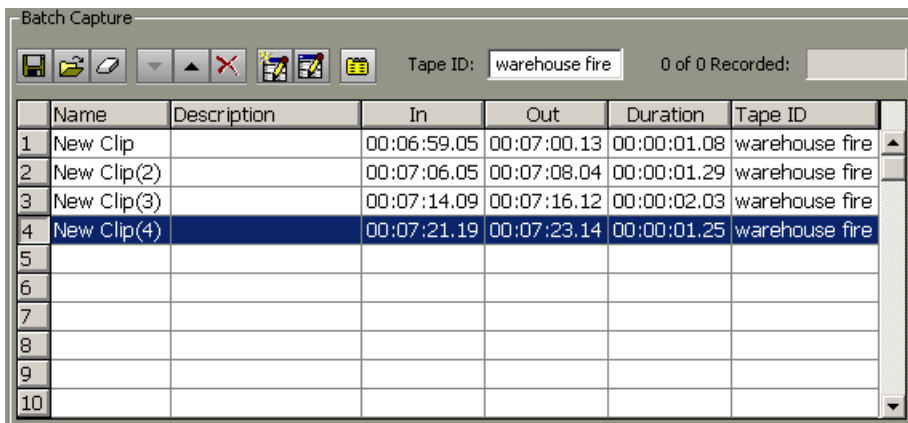 Batch Capture
Tape ID: warehouse fire 0 of 0 Recorded:
Name Description In Out Duration Tape ID
1 New Clip 00:06:59.05 00:07:00.13 00:00:01.08 warehouse fire
2 New Clip(2) 00:07:06.05 00:07:08.04 00:00:01.29 warehouse fire
3 New Clip(3) 00:07:14.09 00:07:16.12 00:00:02.03 warehouse fire
4 New Clip(4) 00:07:21.19 00:07:23.14 00:00:01.25 warehouse fire
5
6
7
8
9
10